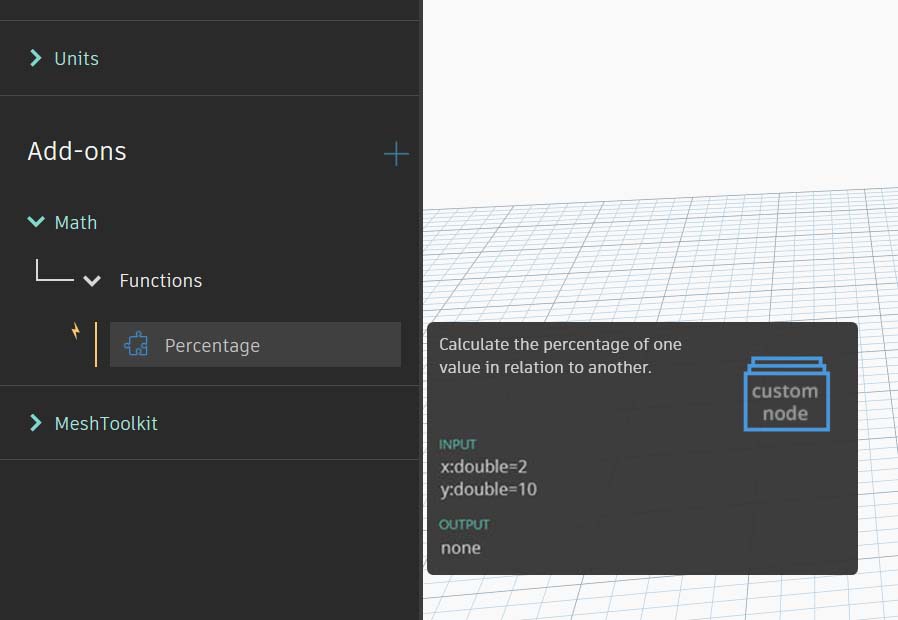 Units
Add-ons
Math
Functions
Percentage
MeshToolkit
Calculate the percentage of one
value in relation to another.
custom
node
INPUT
x:double=2
y:double=10
OUTPUT
none